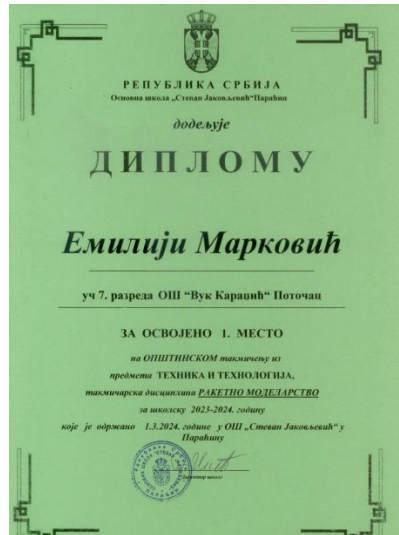 РЕПУБЛИКА СРБИЈА
Основна школа „Стеван Јаковљевић“Параћин
додељује
ДИПЛОМУ
Емилији Марковић
уч 7. разреда ОШ “Вук Караџић“ Поточац
ЗА ОСВОЈЕНО 1. МЕСТО
на ОПШТИНСКОМ такмичењу из
предмета ТЕХНИКА И ТЕХНОЛОГИЈА,
такмичарска дисциплина РАКЕТНО МОДЕЛАРСТВО
за школску 2023-2024. годину
које је одржано 1.3.2024. године у ОШ „Стеван Јаковљевић“ у
Параћину
Директор школе